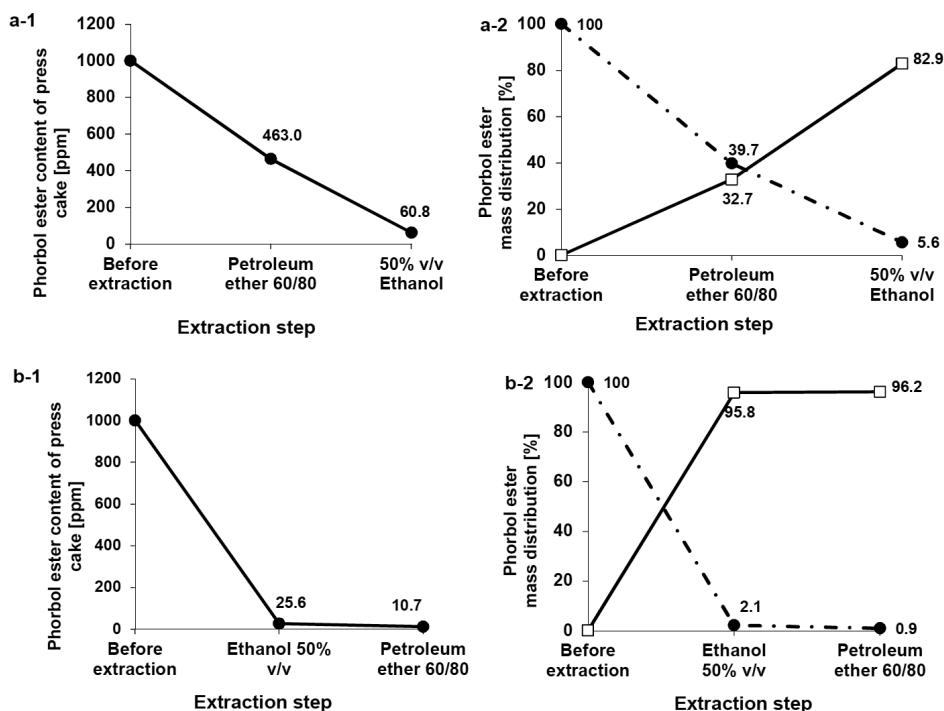 a-1
Phorbol ester content of press
cake [ppm]
1200
1000
800
600
400
200
0
463.0
60.8
Before
extraction
Petroleum
ether 60/80
50% v/v
Ethanol
Extraction step
a-2
Phorbol ester
mass distribution [%]
100
80
60
40
20
0
100
39.7
32.7
82.9
5.6
Before
extraction
Petroleum
ether 60/80
50% v/v
Ethanol
Extraction step
b-1
Phorbol ester content of press
cake [ppm]
1200
1000
800
600
400
200
0
25.6
10.7
Before
extraction
Ethanol 50%
v/v
Petroleum
ether 60/80
Extraction step
b-2
Phorbol ester
mass distribution [%]
100
80
60
40
20
0
100
95.8
96.2
2.1
0.9
Before
extraction
Ethanol
50% v/v
Petroleum
ether 60/80
Extraction step